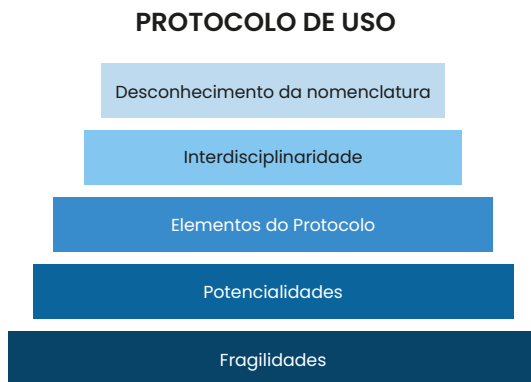 PROTOCOLO DE USO
Desconhecimento da nomenclatura
Interdisciplinaridade
Elementos do Protocolo
Potencialidades
Fragilidades